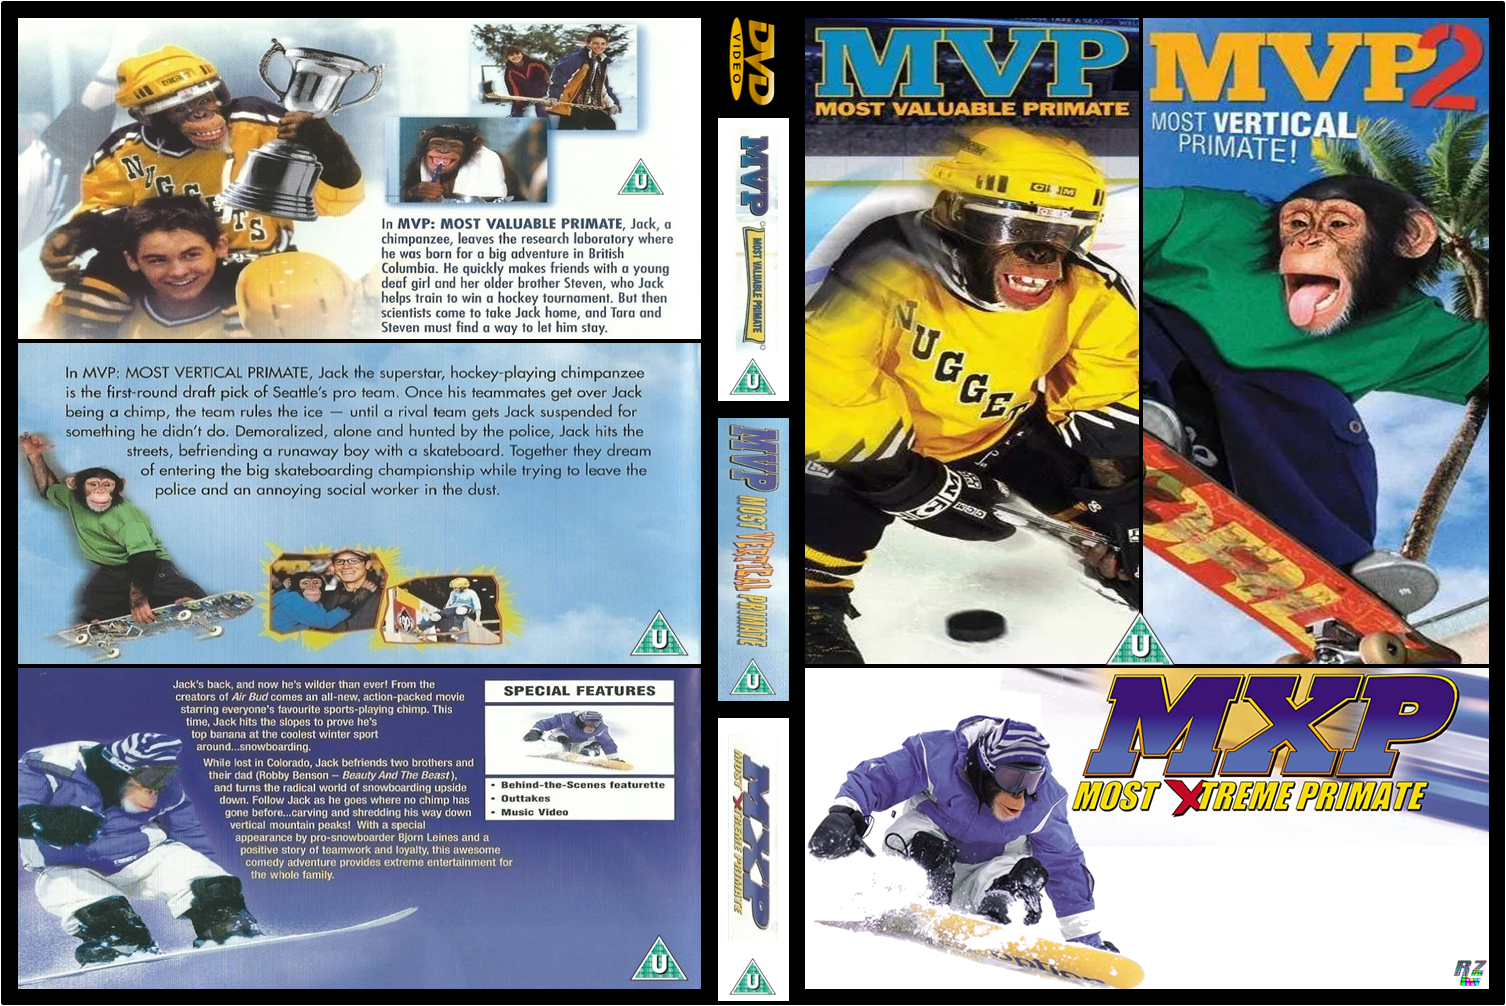 NUGGETS
U
In MVP: MOST VALUABLE PRIMATE, Jack, a
chimpanzee, leaves the research laboratory where
he was born for a big adventure in British
Columbia. He quickly makes friends with a young
deaf girl and her older brother Steven, who Jack
helps train to win a hockey tournament. But then
scientists come to take Jack home, and Tara and
Steven must find a way to let him stay.
In MVP: MOST VERTICAL PRIMATE, Jack the superstar, hockey-playing chimpanzee
is the first-round draft pick of Seattle's pro team. Once his teammates get over Jack
being a chimp, the team rules the ice — until a rival team gets Jack suspended for
something he didn't do. Demoralized, alone and hunted by the police, Jack hits the
streets, befriending a runaway boy with a skateboard. Together they dream
of entering the big skateboarding championship while trying to leave the
police and an annoying social worker in the dust.
U
Jack's back, and now he's wilder than ever! From the
creators of Air Bud comes an all-new, action-packed movie
starring everyone's favourite sports-playing chimp. This
time, Jack hits the slopes to prove he's
top banana at the coolest winter sport
around...snowboarding.
While lost in Colorado, Jack befriends two brothers and
their dad (Robby Benson – Beauty And The Beast),
and turns the radical world of snowboarding upside
down. Follow Jack as he goes where no chimp has
gone before...carving and shredding his way down
vertical mountain peaks! With a special
appearance by pro-snowboarder Bjorn Leines and a
positive story of teamwork and loyalty, this awesome
comedy adventure provides extreme entertainment for
the whole family.
SPECIAL FEATURES
• Behind-the-Scenes featurette
• Outtakes
• Music Video
U
DVD
VIDEO
MVP
MOST VALUABLE PRIMATE
U
MVP MOST VERTICAL PRIMATE
U
MXP
MOST XTREME PRIMATE
U
MVP
MOST VALUABLE PRIMATE
CCM
NUGGET
CCM
MVP2
MOST VERTICAL
PRIMATE!
U
MXP
MOST XTREME PRIMATE
option
RZ